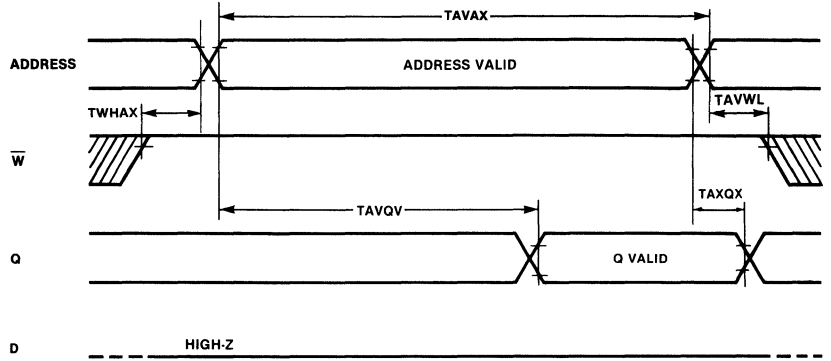 TAVAX
ADDRESS
ADDRESS VALID
TWHAX
TAVWL
W
TAVQV
TAXQX
Q
Q VALID
D
HIGH-Z